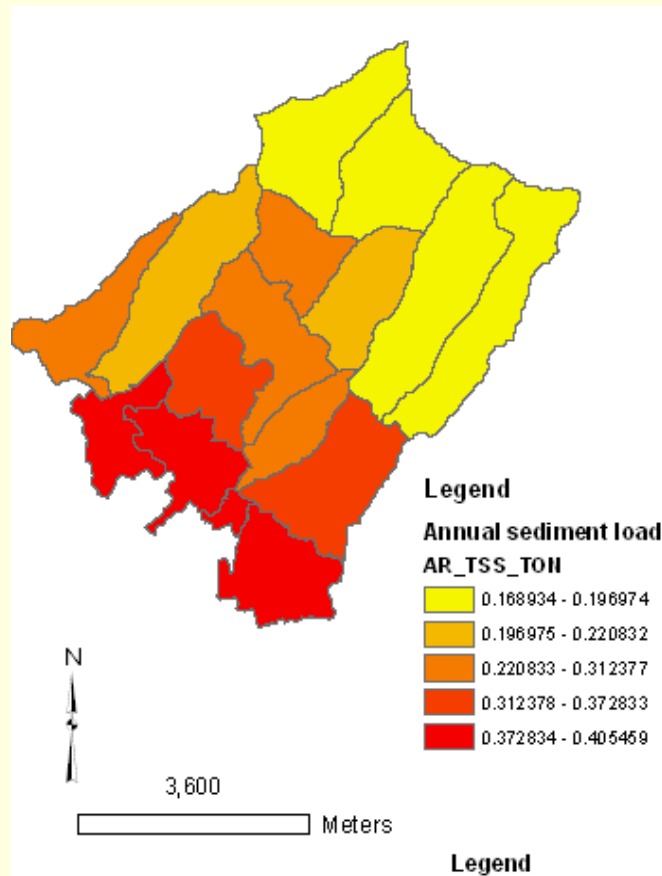 Legend
Annual sediment load
AR_TSS_TON
0.168934 - 0.196974
0.196975 - 0.220832
0.220833 - 0.312377
0.312378 - 0.372833
0.372834 - 0.405459
N
3,600
Meters
Legend